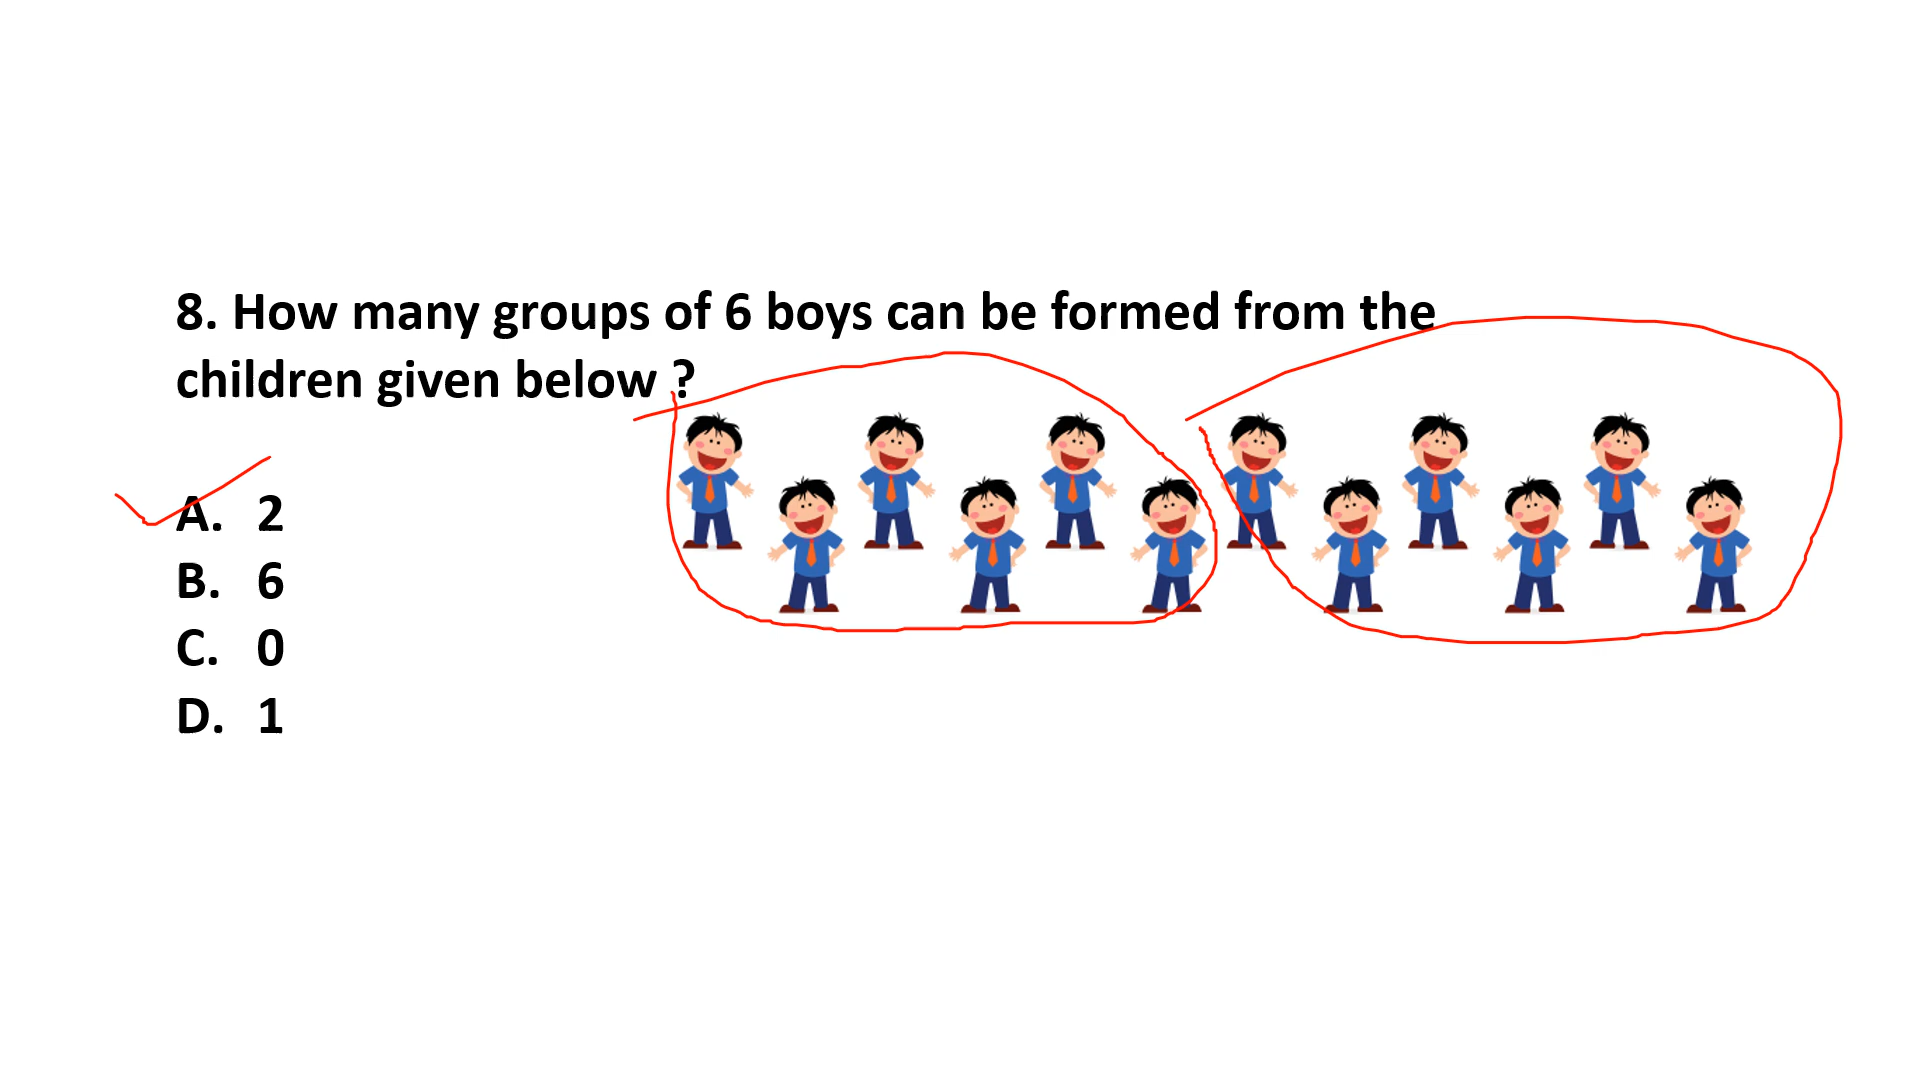 8. How many groups of 6 boys can be formed from the
children given below ?
A. 2
B. 6
C. 0
D. 1